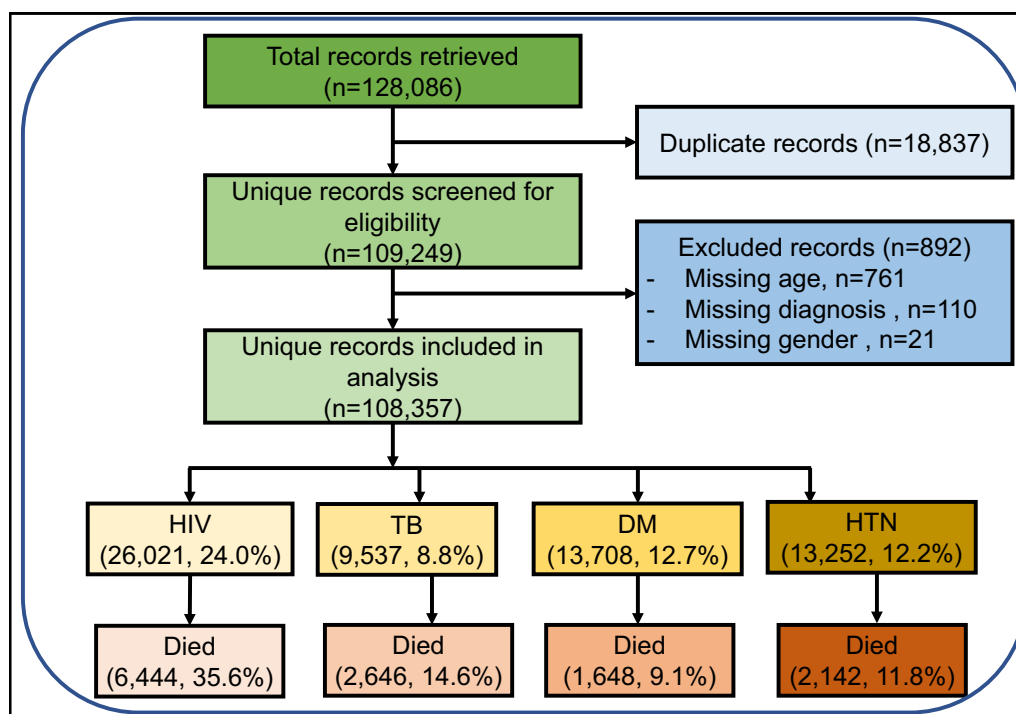 Total records retrieved
(n=128,086)
Duplicate records (n=18,837)
Unique records screened for
eligibility
(n=109,249)
Excluded records (n=892)
- Missing age, n=761
- Missing diagnosis , n=110
- Missing gender , n=21
Unique records included in
analysis
(n=108,357)
HIV
(26,021, 24.0%)
TB
(9,537, 8.8%)
DM
(13,708, 12.7%)
HTN
(13,252, 12.2%)
Died
(6,444, 35.6%)
Died
(2,646, 14.6%)
Died
(1,648, 9.1%)
Died
(2,142, 11.8%)